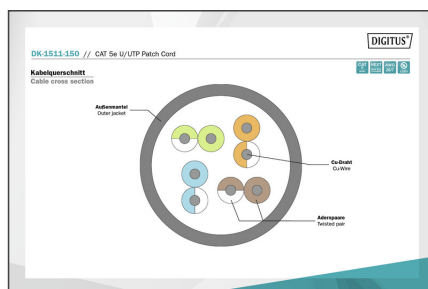 DIGITUS®
DK-1511-150 // CAT 5e U/UTP Patch Cord
Kabelquerschnitt
Cable cross section
Außenmantel
Outer jacket
Cu-Draht
Cu-Wire
Adernpaare
Twisted pair